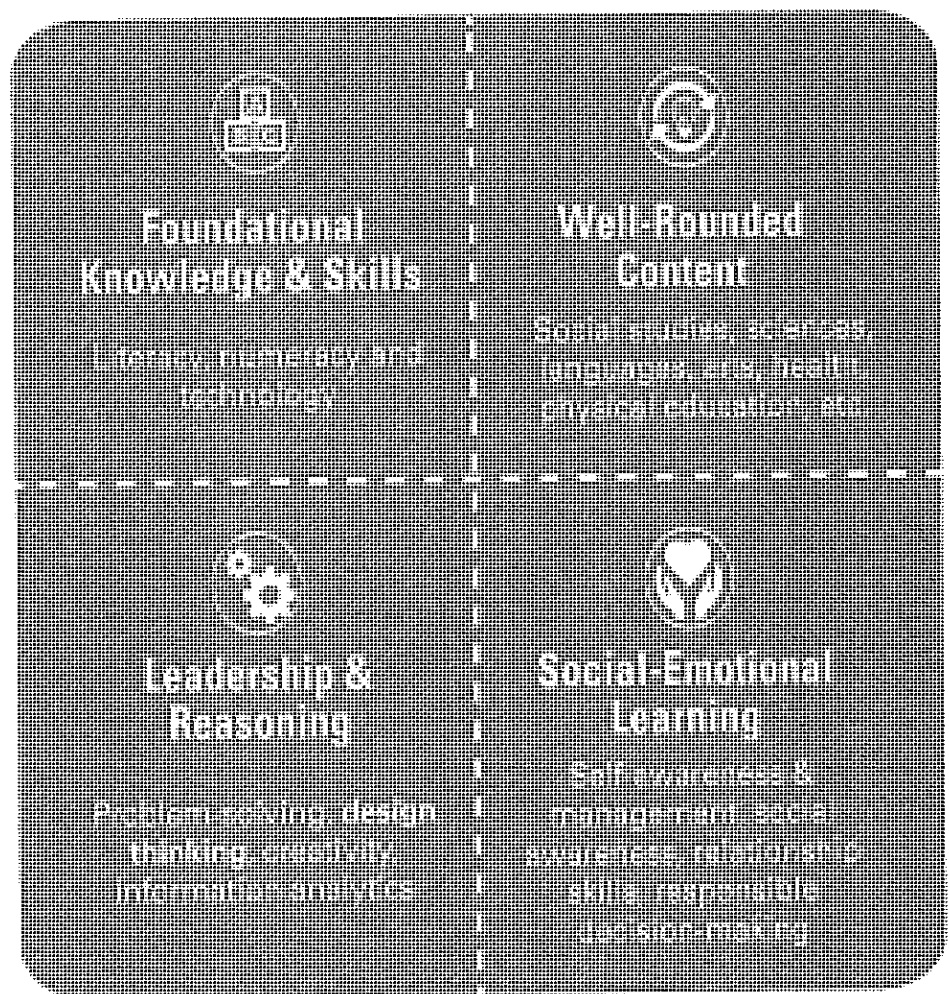 Foundational
Knowledge & Skills
Literacy, numeracy and
technology
Well-Rounded
Content
Social studies, sciences,
languages, arts, health,
physical education, etc.
Leadership &
Reasoning
Problem-solving, design
thinking, creativity,
information analytics
Social-Emotional
Learning
Self awareness &
management, social
awareness, relationship
skills, responsible
decision-making